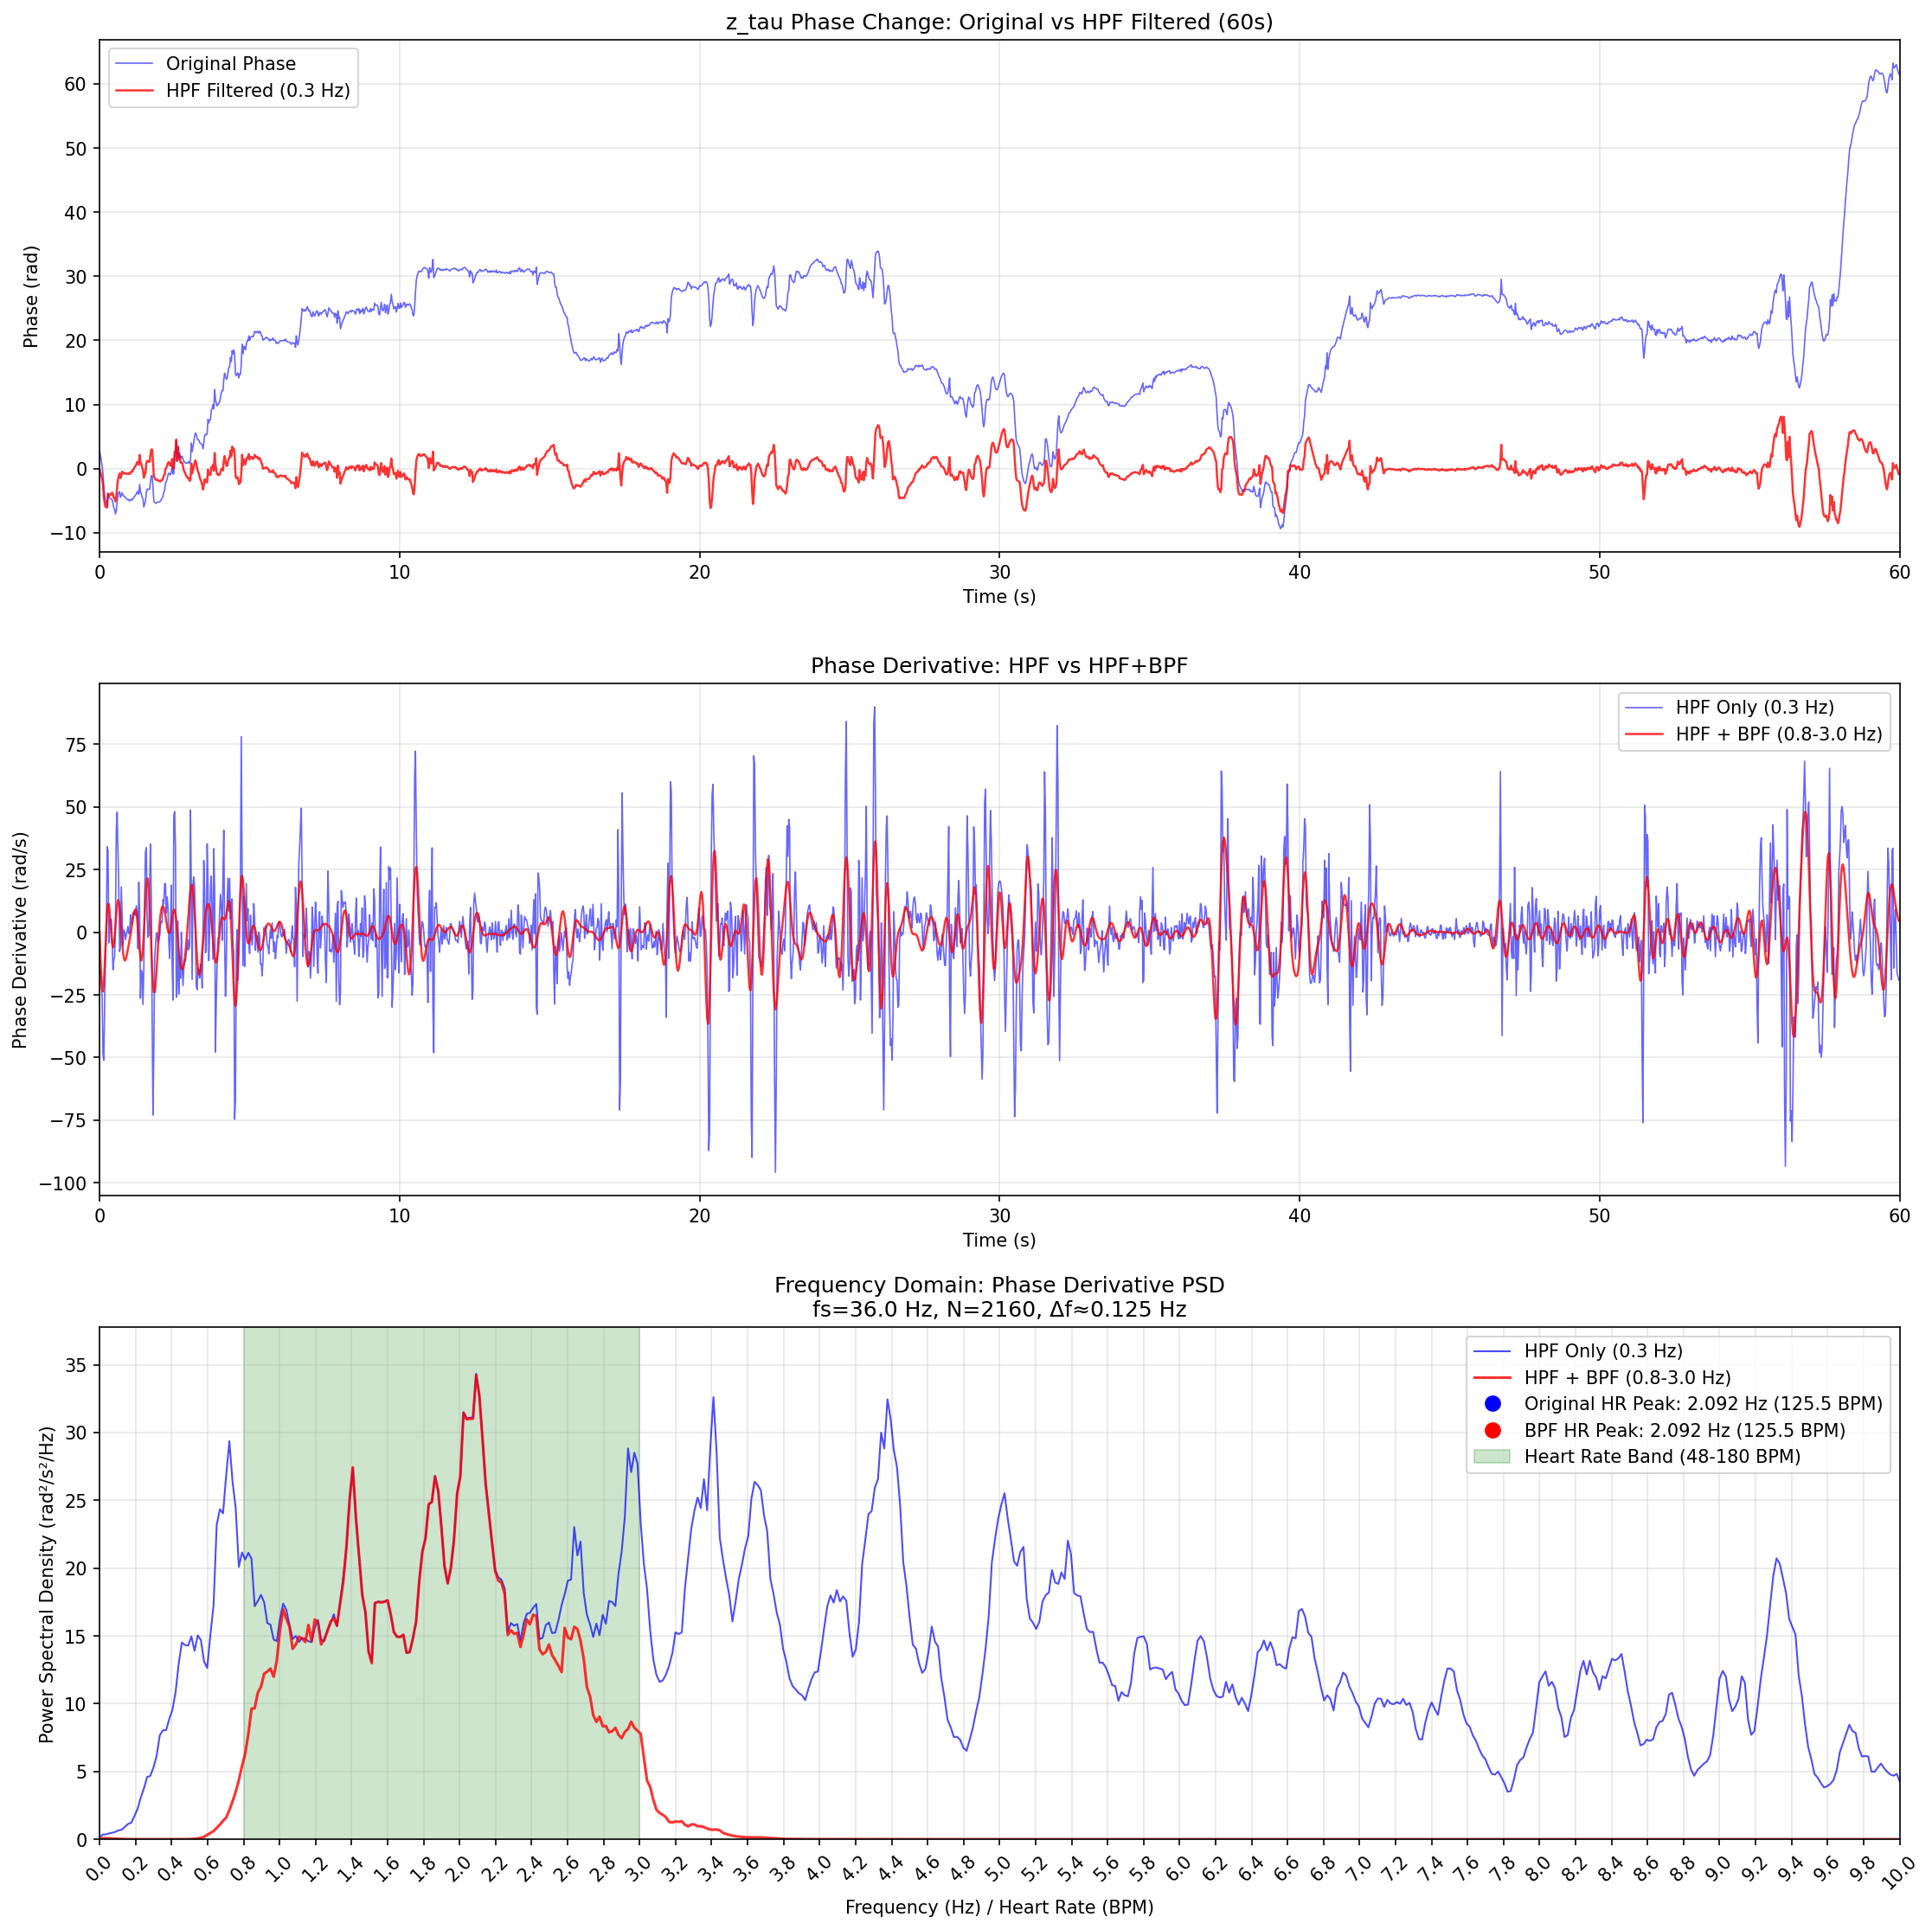 z_tau Phase Change: Original vs HPF Filtered (60s)
Original Phase
HPF Filtered (0.3 Hz)
Phase (rad)
60
50
40
30
20
10
0
−10
0 10 20 30 40 50 60
Time (s)
Phase Derivative: HPF vs HPF+BPF
HPF Only (0.3 Hz)
HPF + BPF (0.8-3.0 Hz)
Phase Derivative (rad/s)
75
50
25
0
−25
−50
−75
−100
0 10 20 30 40 50 60
Time (s)
Frequency Domain: Phase Derivative PSD
fs=36.0 Hz, N=2160, Δf≈0.125 Hz
HPF Only (0.3 Hz)
HPF + BPF (0.8-3.0 Hz)
Original HR Peak: 2.092 Hz (125.5 BPM)
BPF HR Peak: 2.092 Hz (125.5 BPM)
Heart Rate Band (48-180 BPM)
Power Spectral Density (rad²/s²/Hz)
35
30
25
20
15
10
5
0
0.0 0.2 0.4 0.6 0.8 1.0 1.2 1.4 1.6 1.8 2.0 2.2 2.4 2.6 2.8 3.0 3.2 3.4 3.6 3.8 4.0 4.2 4.4 4.6 4.8 5.0 5.2 5.4 5.6 5.8 6.0 6.2 6.4 6.6 6.8 7.0 7.2 7.4 7.6 7.8 8.0 8.2 8.4 8.6 8.8 9.0 9.2 9.4 9.6 9.8 10.0
Frequency (Hz) / Heart Rate (BPM)